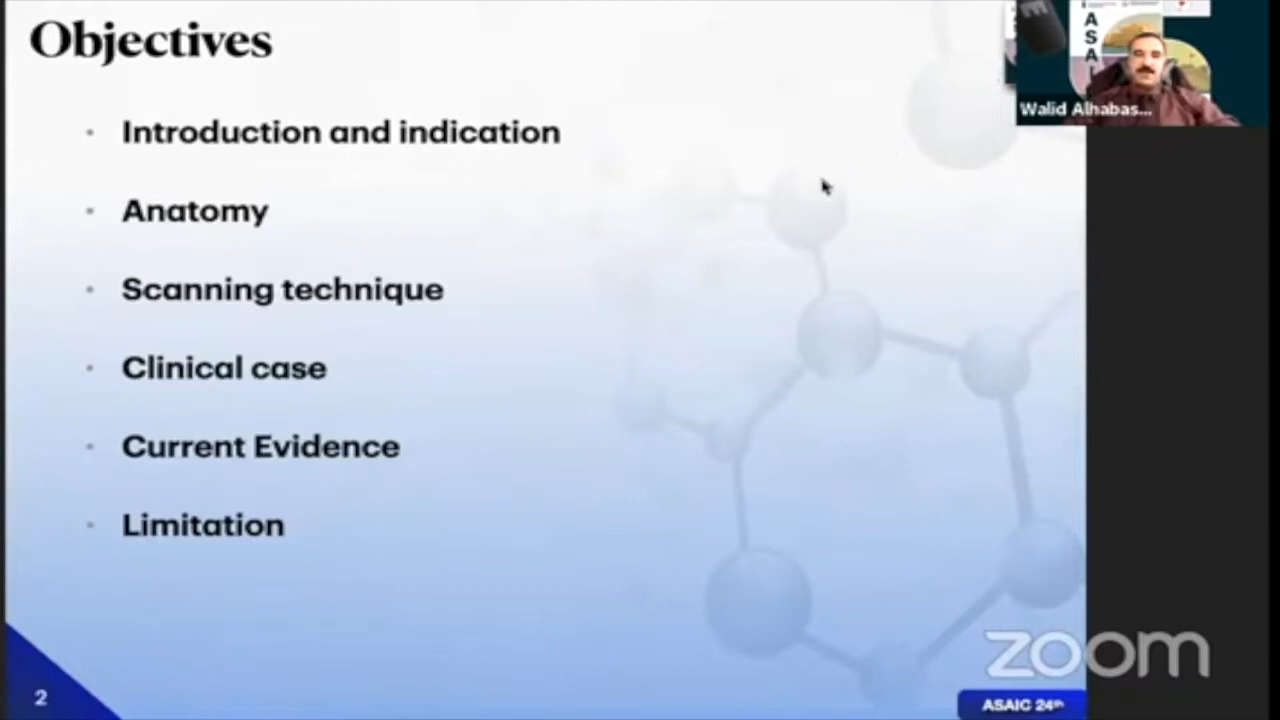 Objectives
Introduction and indication
Anatomy
Scanning technique
Clinical case
Current Evidence
Limitation
2
A
S
A
Walid Alhabas...
zoom
ASAIC 24th